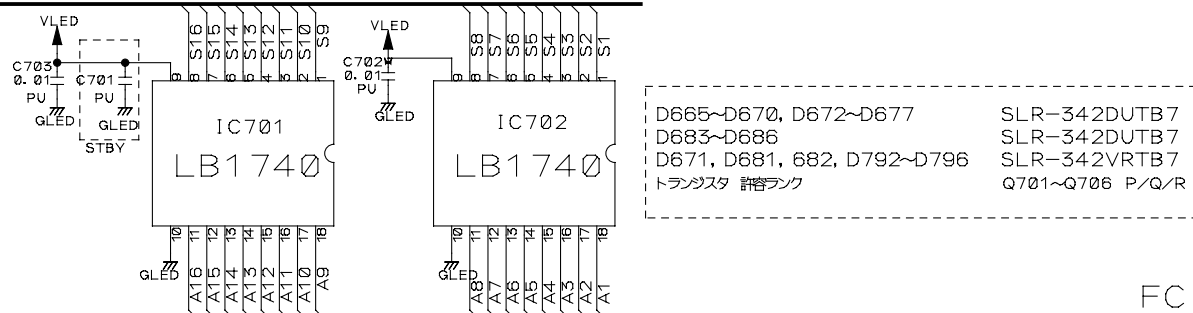 VLED
C703
0.01
PU
GLED
C701
PU
GLED
STBY
S16
S15
S14
S13
S12
S11
S10
S9
9
8
7
6
5
4
3
2
1
IC701
LB1740
10
11
12
13
14
15
16
17
18
GLED
A16
A15
A14
A13
A12
A11
A10
A9
VLED
C702
0.01
PU
GLED
S8
S7
S6
S5
S4
S3
S2
S1
9
8
7
6
5
4
3
2
1
IC702
LB1740
10
11
12
13
14
15
16
17
18
GLED
A8
A7
A6
A5
A4
A3
A2
A1
D665~D670, D672~D677 SLR-342DUTB7
D683~D686 SLR-342DUTB7
D671, D681, 682, D792~D796 SLR-342VRTB7
トランジスタ 許容ランク Q701~Q706 P/Q/R
FC